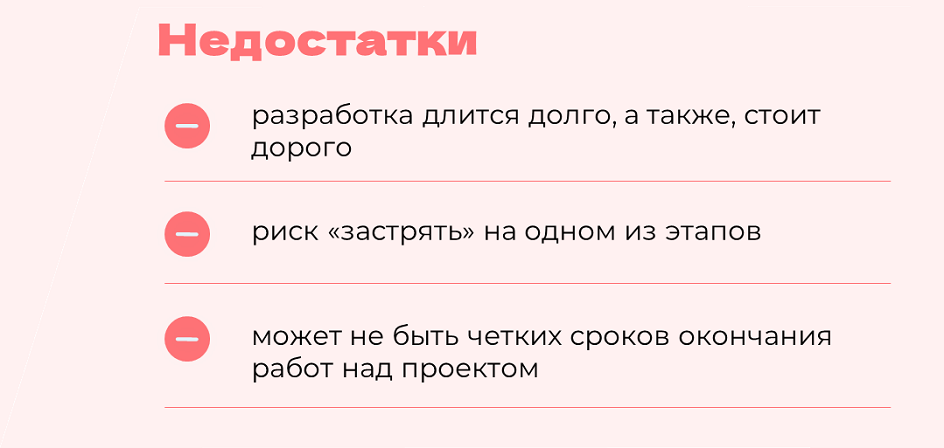 Недостатки
разработка длится долго, а также, стоит
дорого
риск «застрять» на одном из этапов
может не быть четких сроков окончания
работ над проектом